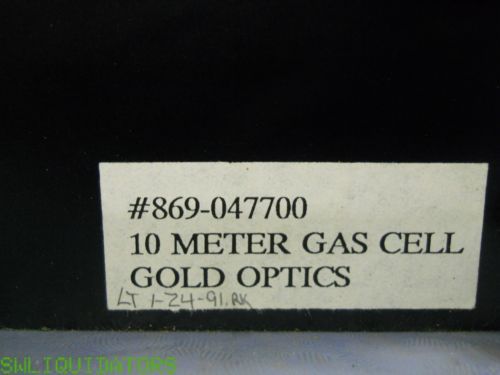 #869-047700
10 METER GAS CELL
GOLD OPTICS
LT 1-24-91.RK
SWLIQUIDATORS